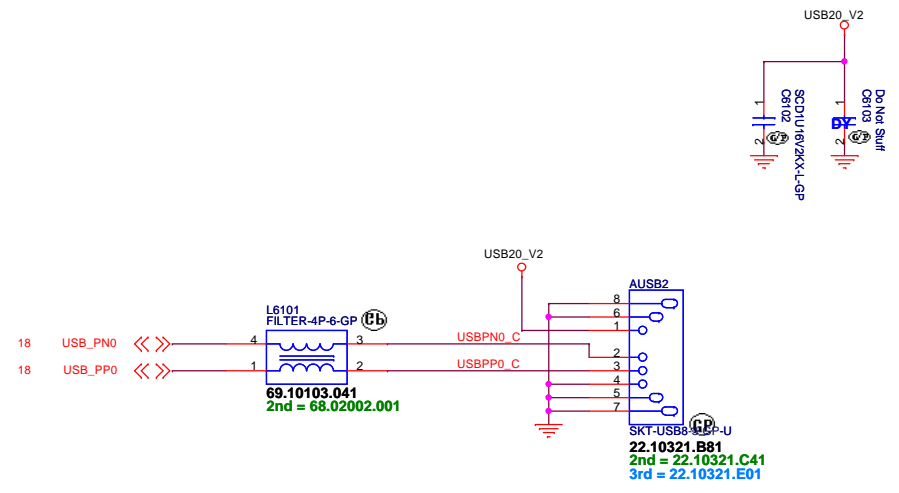 USB20_V2
1
C6102
SCD1U16V2KX-L-GP
2
1
C6103
Do Not Stuff
DY
2
USB20_V2
AUSB2
8
6
1
2
3
4
5
7
SKT-USB8-
P-U
GP
22.10321.B81
2nd = 22.10321.C41
3rd = 22.10321.E01
L6101
FILTER-4P-6-GP
18 USB_PN0
4
3
USBPN0_C
18 USB_PP0
1
2
USBPP0_C
69.10103.041
2nd = 68.02002.001